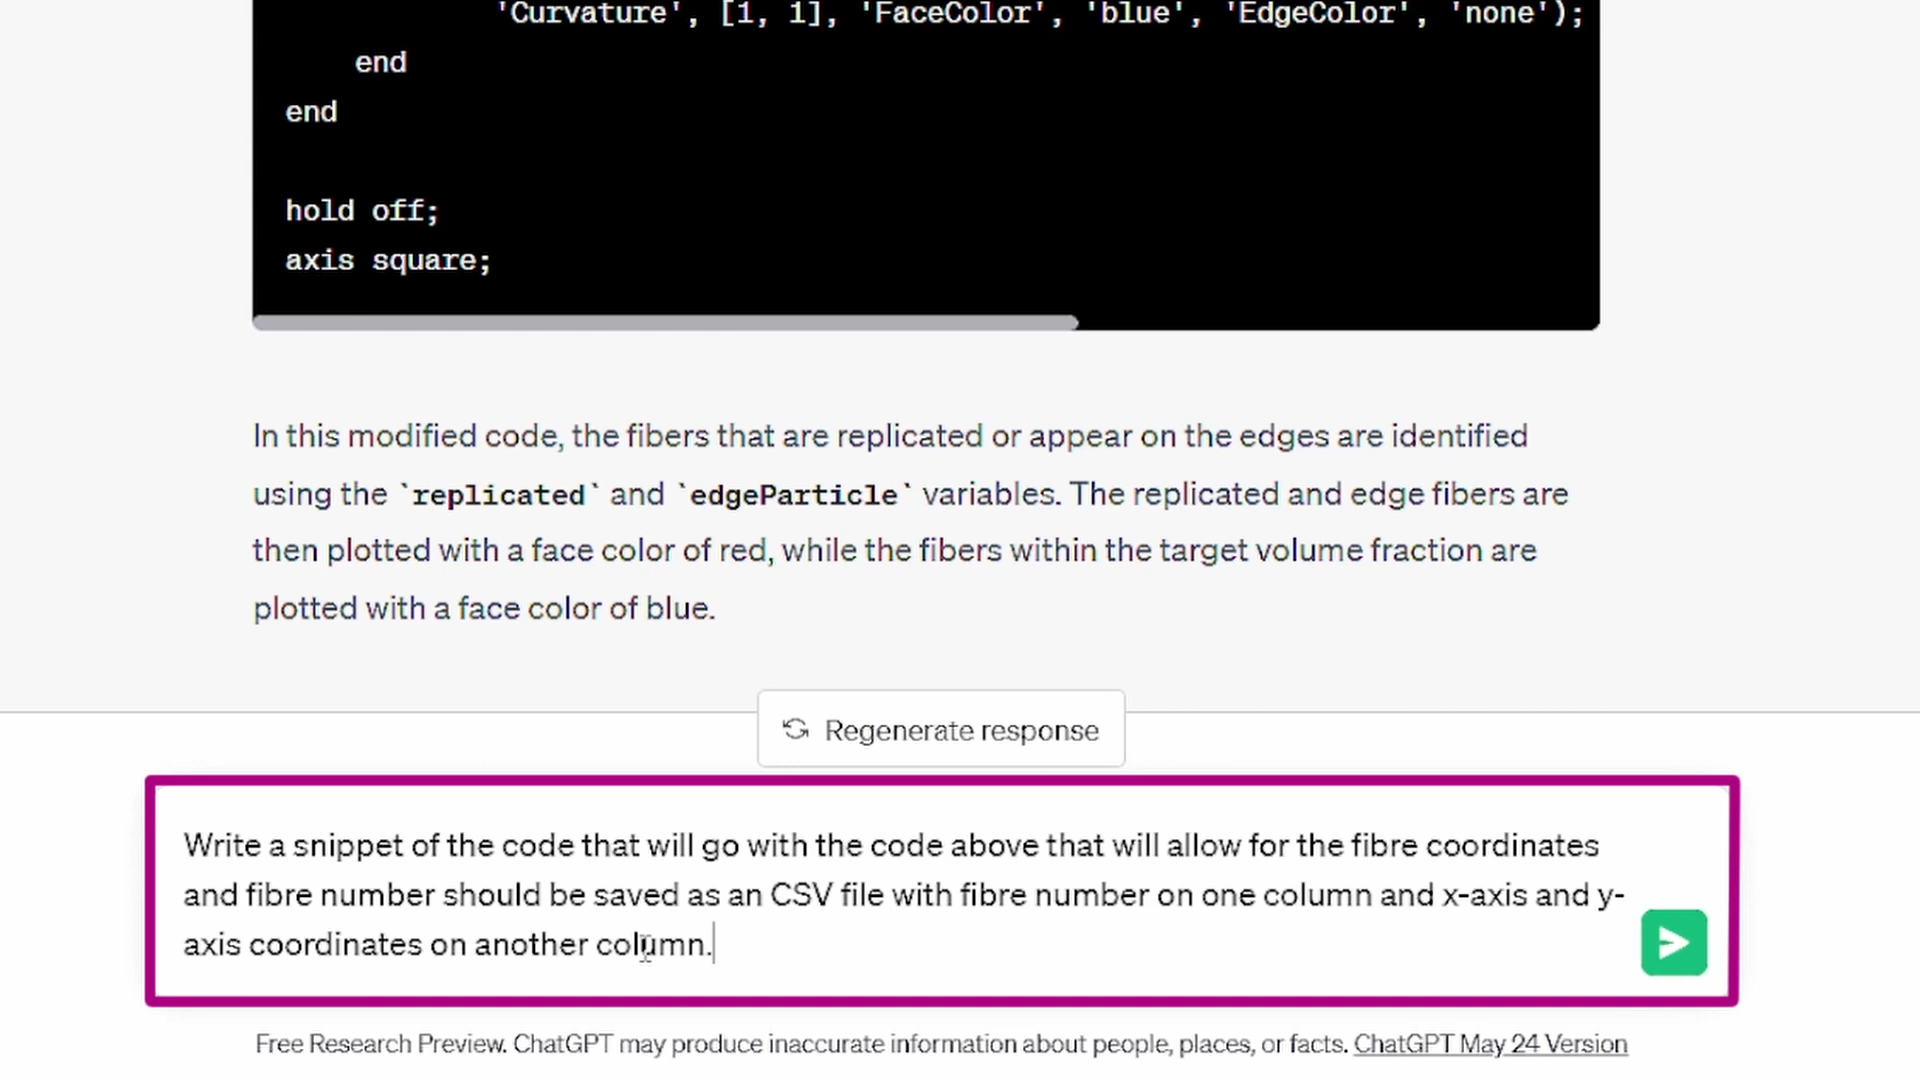 'Curvature', [1, 1], 'FaceColor', 'blue', 'EdgeColor', 'none');
end
end
hold off;
axis square;
In this modified code, the fibers that are replicated or appear on the edges are identified
using the `replicated` and `edgeParticle` variables. The replicated and edge fibers are
then plotted with a face color of red, while the fibers within the target volume fraction are
plotted with a face color of blue.
Regenerate response
Write a snippet of the code that will go with the code above that will allow for the fibre coordinates
and fibre number should be saved as an CSV file with fibre number on one column and x-axis and y-
axis coordinates on another column.
Free Research Preview. ChatGPT may produce inaccurate information about people, places, or facts. ChatGPT May 24 Version